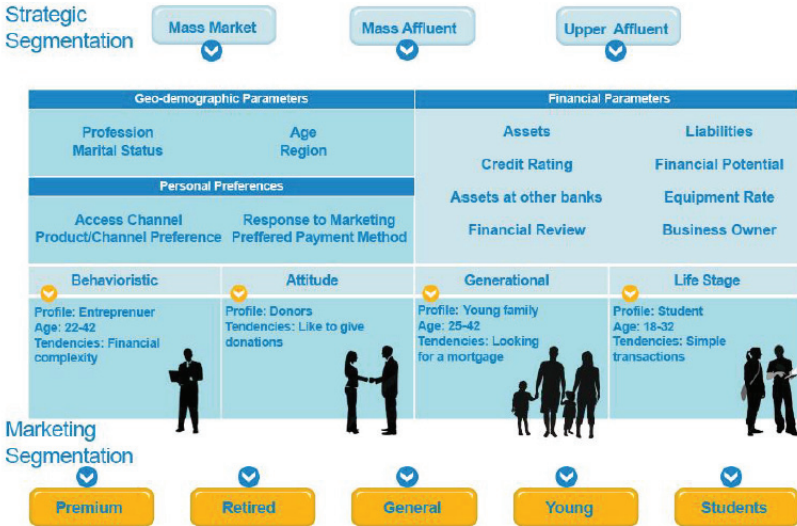 Strategic
Segmentation
Mass Market
Mass Affluent
Upper Affluent
Geo-demographic Parameters
Profession
Age
Marital Status
Region
Personal Preferences
Access Channel
Response to Marketing
Product/Channel Preference
Preffered Payment Method
Financial Parameters
Assets
Liabilities
Credit Rating
Financial Potential
Assets at other banks
Equipment Rate
Financial Review
Business Owner
Behavioristic
Attitude
Generational
Life Stage
Profile: Entreprenuer
Age: 22-42
Tendencies: Financial
complexity
Profile: Donors
Tendencies: Like to give
donations
Profile: Young family
Age: 25-42
Tendencies: Looking
for a mortgage
Profile: Student
Age: 18-32
Tendencies: Simple
transactions
Marketing
Segmentation
Premium
Retired
General
Young
Students